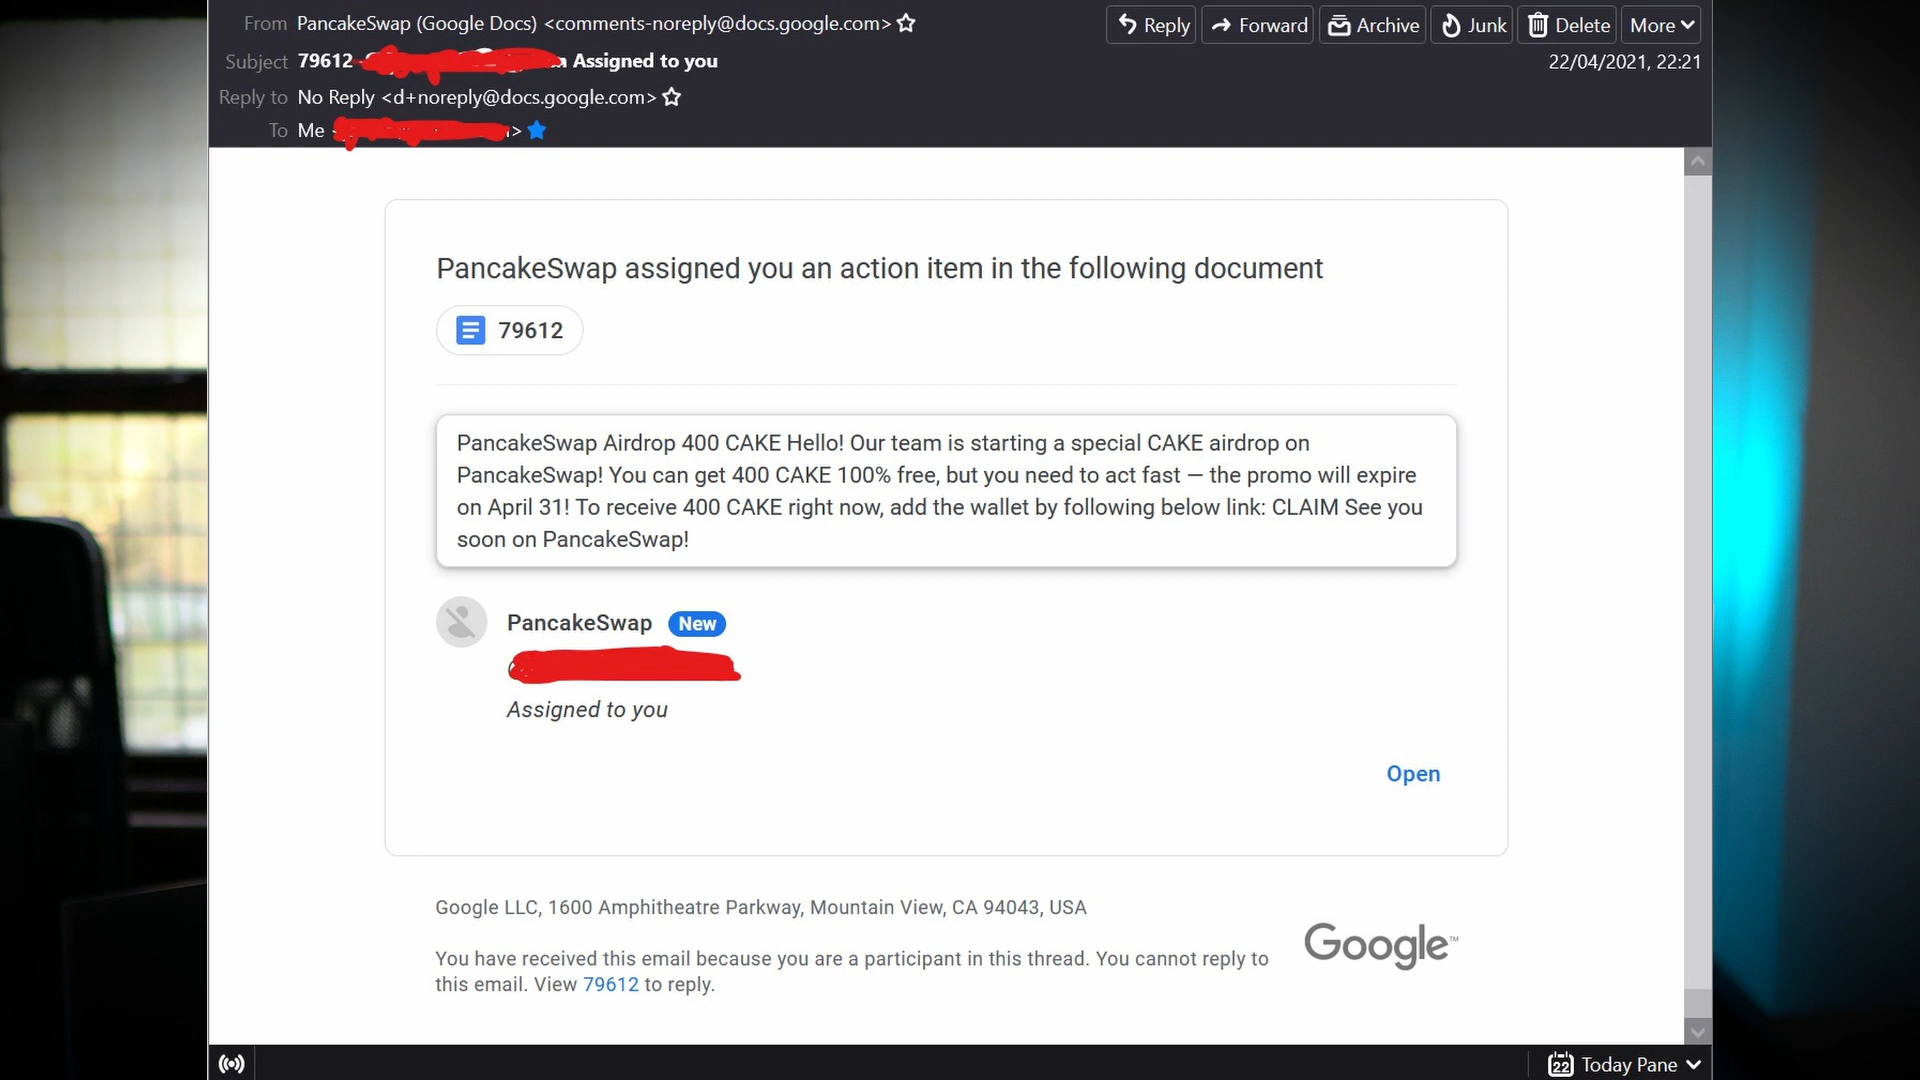 From PancakeSwap (Google Docs) <comments-noreply@docs.google.com>
Reply Forward Archive Junk Delete More
Subject 79612 Assigned to you
22/04/2021, 22:21
Reply to No Reply <d+noreply@docs.google.com>
To Me >
PancakeSwap assigned you an action item in the following document
79612
PancakeSwap Airdrop 400 CAKE Hello! Our team is starting a special CAKE airdrop on
PancakeSwap! You can get 400 CAKE 100% free, but you need to act fast — the promo will expire
on April 31! To receive 400 CAKE right now, add the wallet by following below link: CLAIM See you
soon on PancakeSwap!
PancakeSwap New
Assigned to you
Open
Google LLC, 1600 Amphitheatre Parkway, Mountain View, CA 94043, USA
Google™
You have received this email because you are a participant in this thread. You cannot reply to
this email. View 79612 to reply.
22 Today Pane